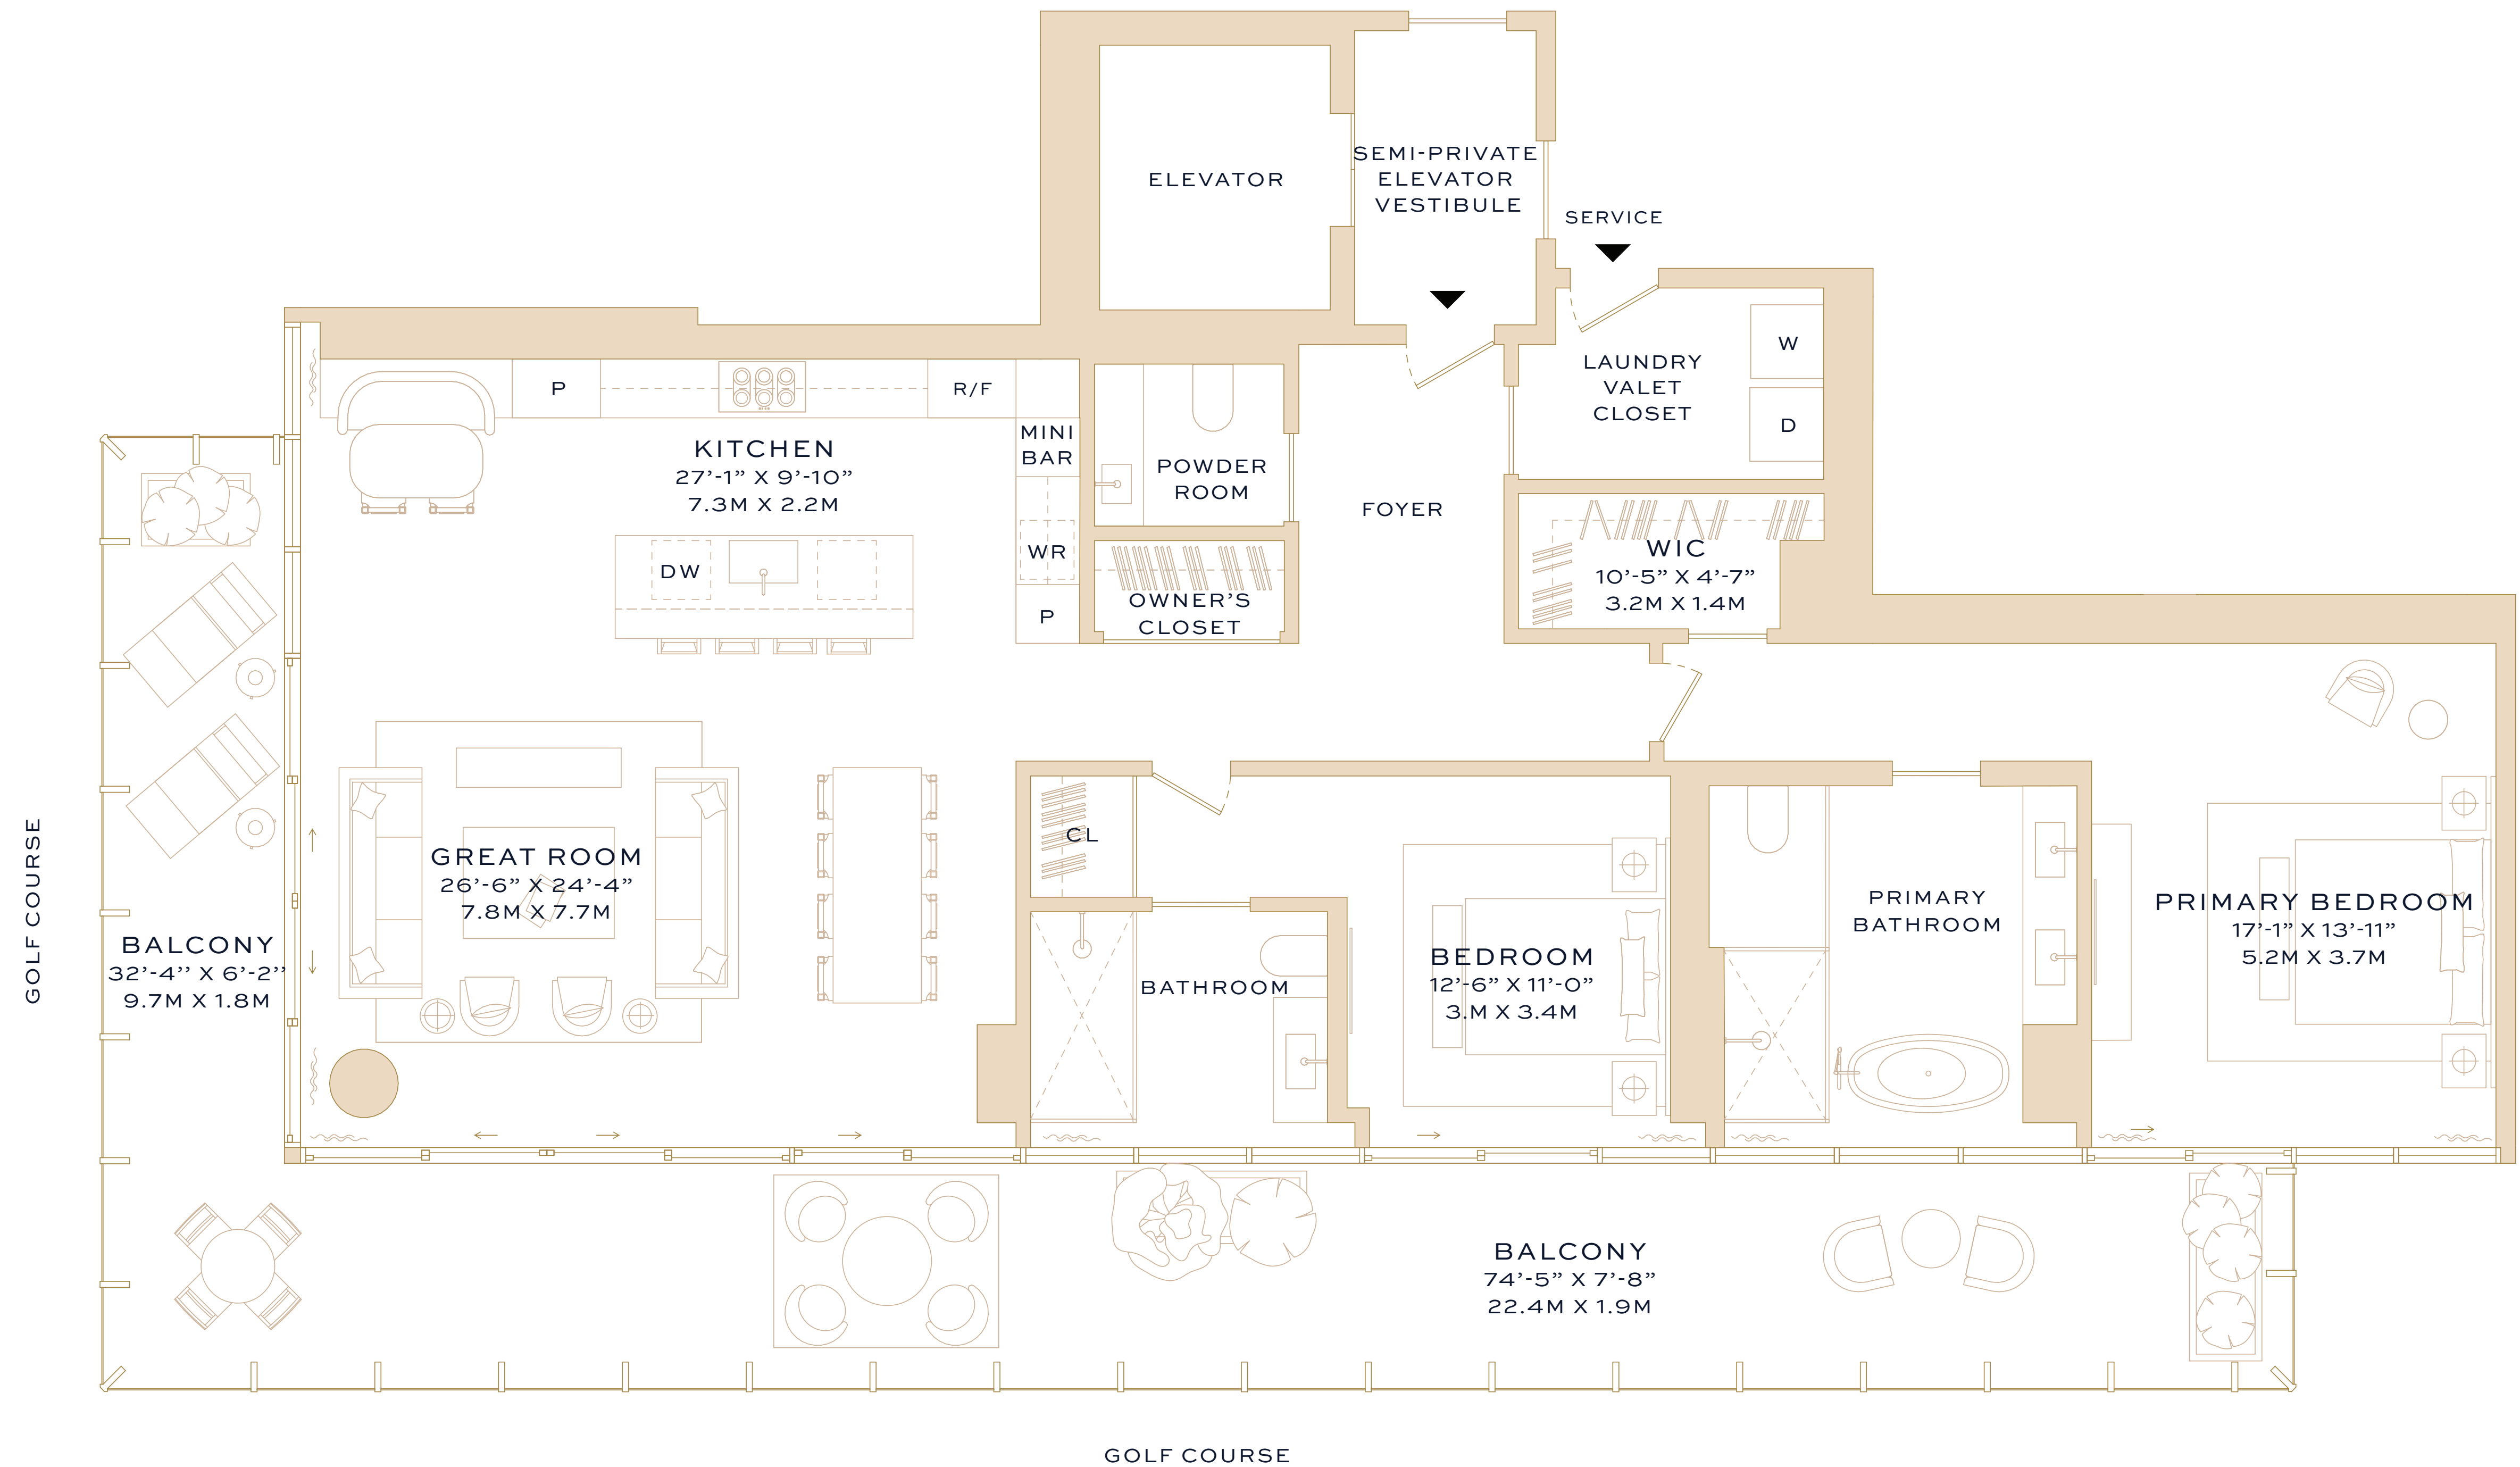 ELEVATOR
SEMI-PRIVATE
ELEVATOR
VESTIBULE
SERVICE
LAUNDRY
VALET
CLOSET
W
D
P
R/F
MINI
BAR
KITCHEN
27’-1” X 9’-10”
7.3M X 2.2M
POWDER
ROOM
FOYER
DW
WR
P
OWNER’S
CLOSET
WIC
10’-5” X 4’-7”
3.2M X 1.4M
GREAT ROOM
26’-6” X 24’-4”
7.8M X 7.7M
CL
GOLF COURSE
BALCONY
32’-4’’ X 6’-2’’
9.7M X 1.8M
BATHROOM
BEDROOM
12’-6” X 11’-0”
3.M X 3.4M
PRIMARY
BATHROOM
PRIMARY BEDROOM
17’-1” X 13’-11”
5.2M X 3.7M
BALCONY
74’-5” X 7’-8”
22.4M X 1.9M
GOLF COURSE